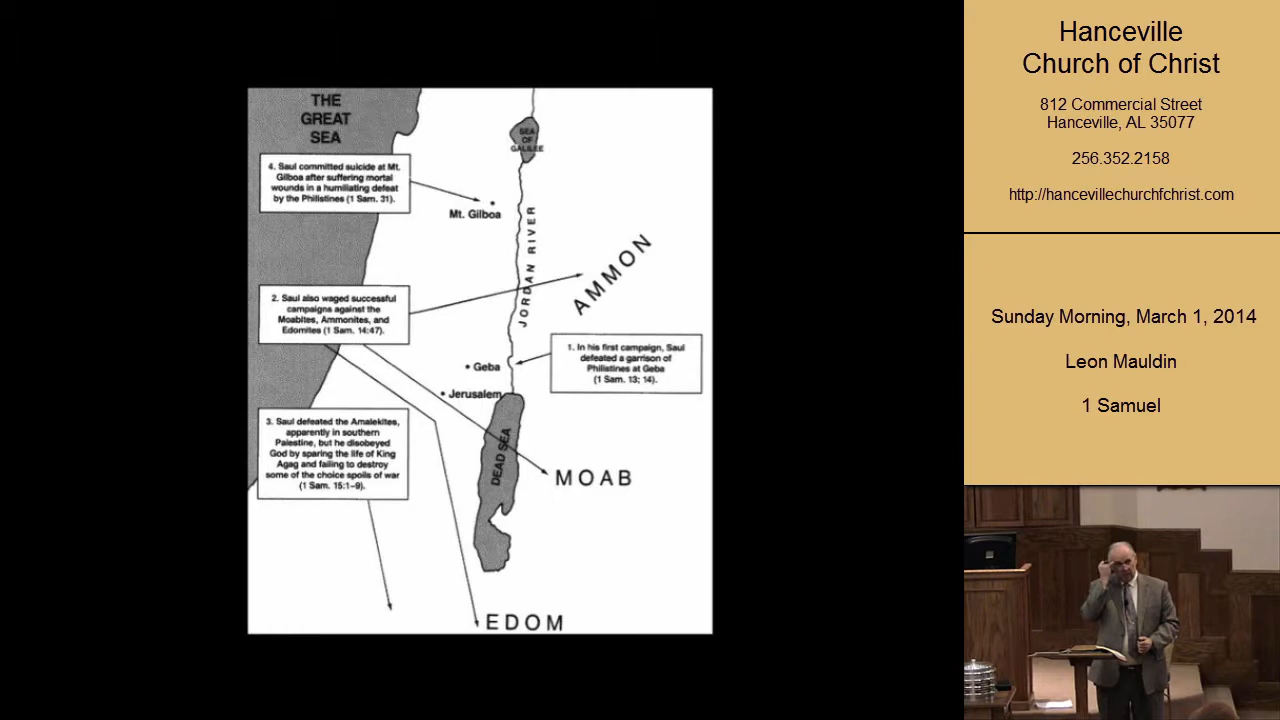 THE
GREAT
SEA
SEA
OF
GALILEE
4. Saul committed suicide at Mt.
Gilboa after suffering mortal
wounds in a humiliating defeat
by the Philistines (1 Sam. 31).
Mt. Gilboa
JORDAN RIVER
AMMON
2. Saul also waged successful
campaigns against the
Moabites, Ammonites, and
Edomites (1 Sam. 14:47).
1. In his first campaign, Saul
defeated a garrison of
Philistines at Geba
(1 Sam. 13; 14).
Geba
Jerusalem
3. Saul defeated the Amalekites,
apparently in southern
Palestine, but he disobeyed
God by sparing the life of King
Agag and failing to destroy
some of the choice spoils of war
(1 Sam. 15:1–9).
DEAD SEA
MOAB
EDOM
Hanceville
Church of Christ
812 Commercial Street
Hanceville, AL 35077
256.352.2158
http://hancevillechurchfchrist.com
Sunday Morning, March 1, 2014
Leon Mauldin
1 Samuel